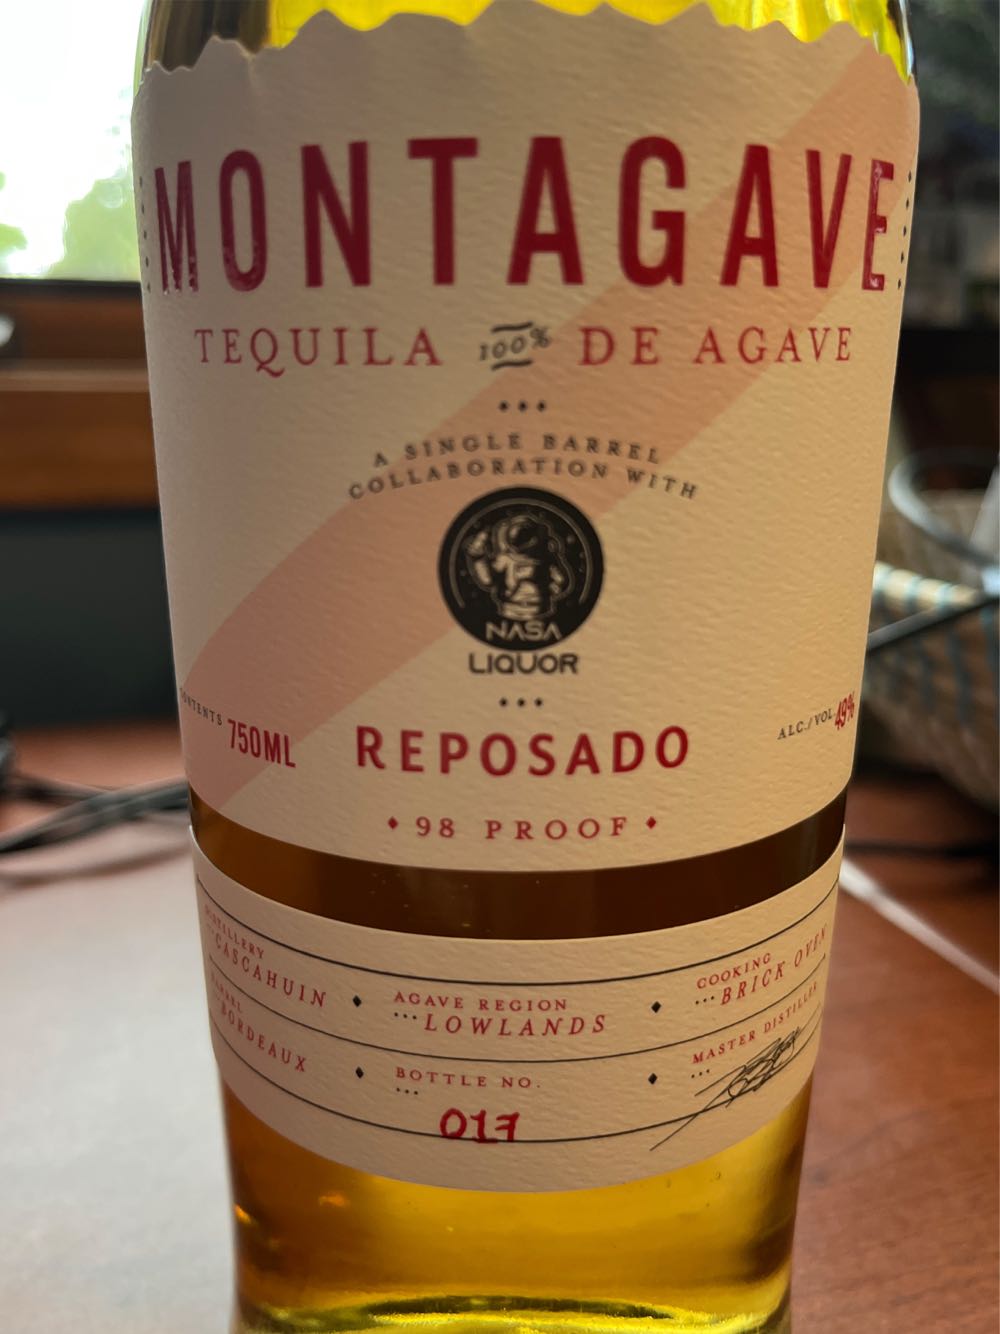 MONTAGAVE
TEQUILA 100% DE AGAVE
A SINGLE BARREL
COLLABORATION WITH
NASA
LIQUOR
CONTENTS 750ML
REPOSADO
ALC./VOL. 49%
98 PROOF
DISTILLERY
CASCAHUIN
AGAVE REGION
LOWLANDS
COOKING
BRICK OVEN
BARREL
BORDEAUX
BOTTLE NO.
017
MASTER DISTILLER